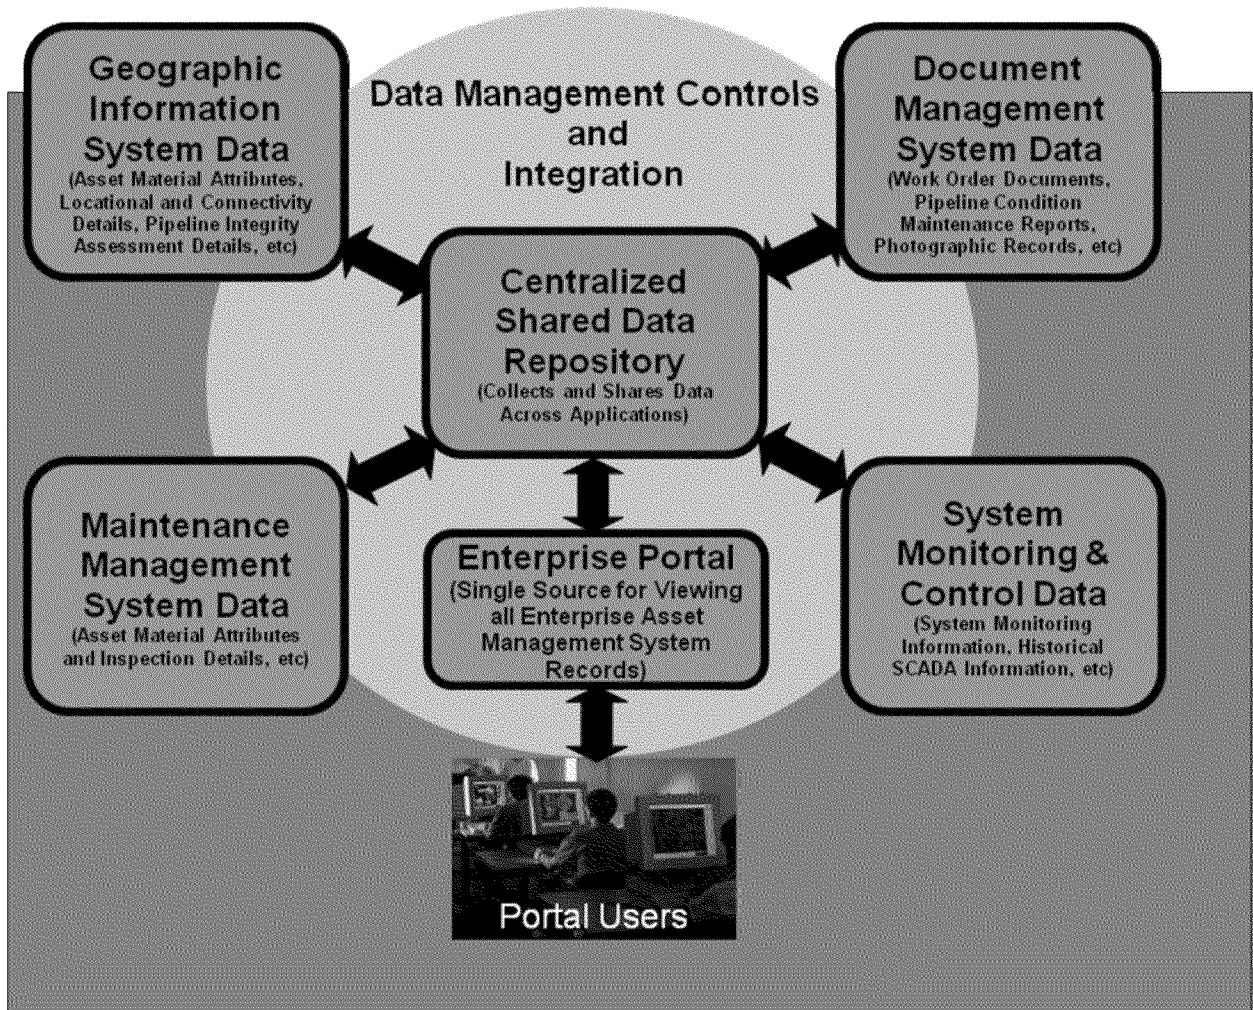 Geographic
Information
System Data
(Asset Material Attributes,
Locational and Connectivity
Details, Pipeline Integrity
Assessment Details, etc)
Data Management Controls
and
Integration
Document
Management
System Data
(Work Order Documents,
Pipeline Condition
Maintenance Reports,
Photographic Records, etc)
Centralized
Shared Data
Repository
(Collects and Shares Data
Across Applications)
Maintenance
Management
System Data
(Asset Material Attributes
and Inspection Details, etc)
Enterprise Portal
(Single Source for Viewing
all Enterprise Asset
Management System
Records)
System
Monitoring &
Control Data
(System Monitoring
Information, Historical
SCADA Information, etc)
Portal Users